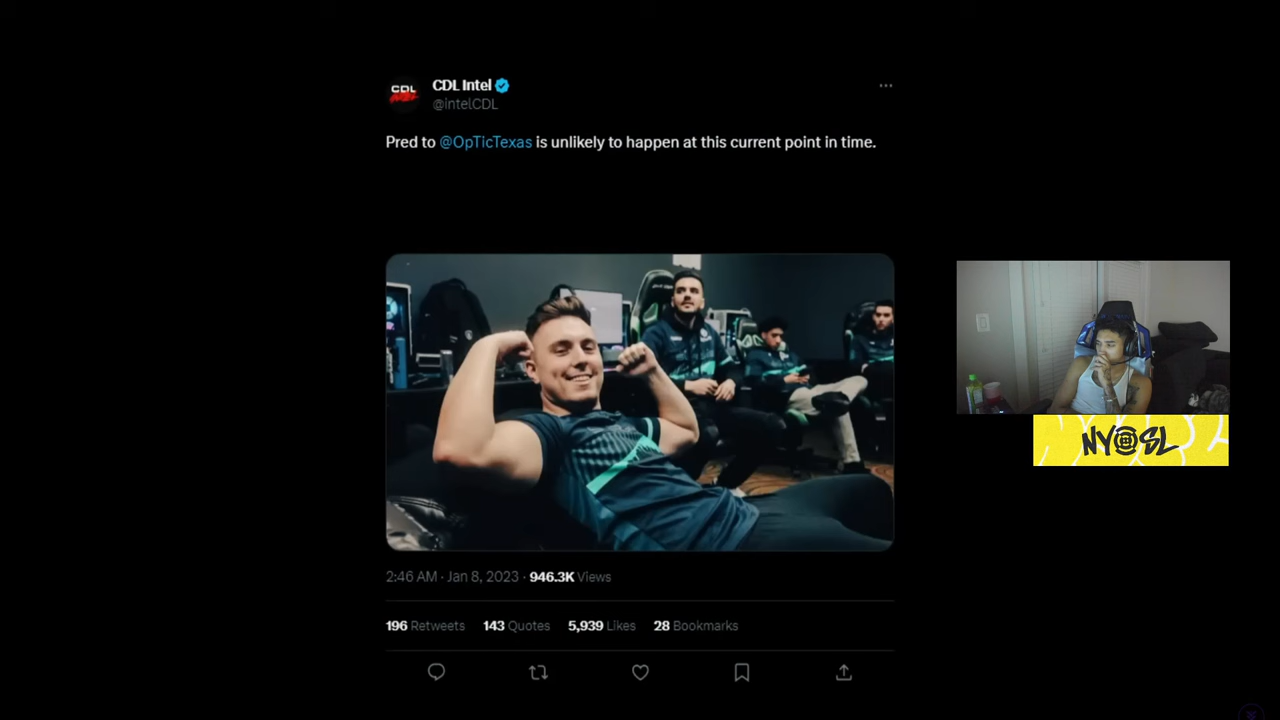 CDL Intel
@intelCDL
Pred to @OpTicTexas is unlikely to happen at this current point in time.
2:46 AM · Jan 8, 2023 · 946.3K Views
196 Retweets 143 Quotes 5,939 Likes 28 Bookmarks
NYSL